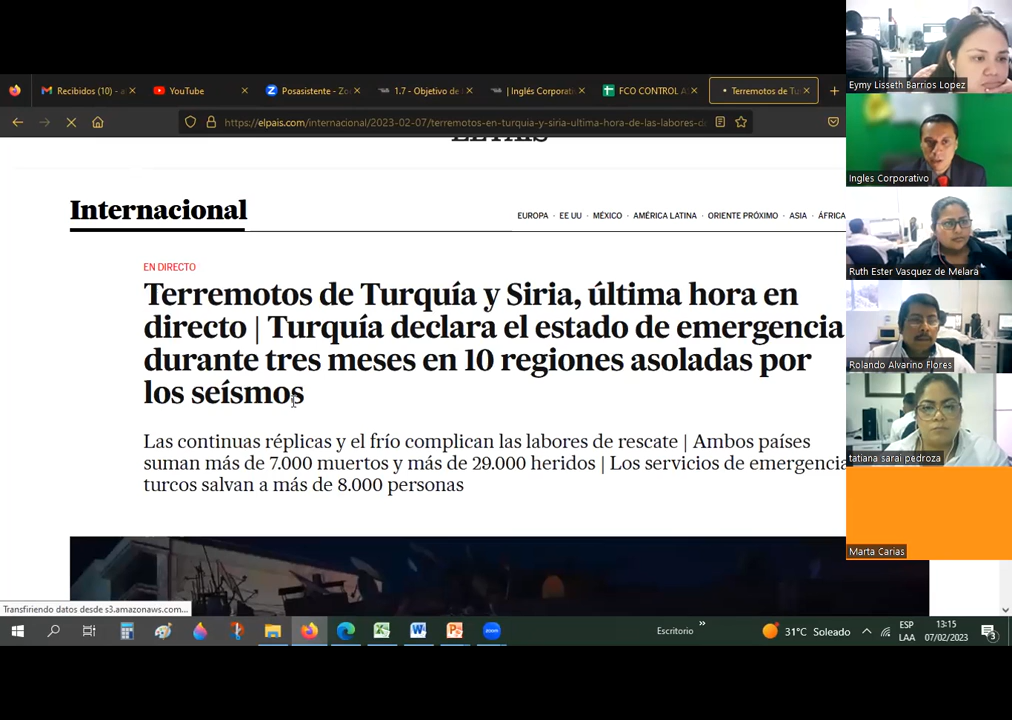 Recibidos (10) - a
YouTube
Posasistente - Zo
1.7 - Objetivo de
| Inglés Corporati
FCO CONTROL A
Terremotos de Tu
https://elpais.com/internacional/2023-02-07/terremotos-en-turquia-y-siria-ultima-hora-de-las-labores-d
EL PAÍS
Internacional
EUROPA · EE UU · MÉXICO · AMÉRICA LATINA · ORIENTE PRÓXIMO · ASIA · ÁFRICA
EN DIRECTO
Terremotos de Turquía y Siria, última hora en
directo | Turquía declara el estado de emergencia
durante tres meses en 10 regiones asoladas por
los seísmos
Las continuas réplicas y el frío complican las labores de rescate | Ambos países
suman más de 7.000 muertos y más de 29.000 heridos | Los servicios de emergencia
turcos salvan a más de 8.000 personas
Transfiriendo datos desde s3.amazonaws.com...
Escritorio
31°C Soleado
ESP
LAA
13:15
07/02/2023
3
Eymy Lisseth Barrios Lopez
Ingles Corporativo
Ruth Ester Vasquez de Melara
Rolando Alvarino Flores
tatiana sarai pedroza
Marta Carias